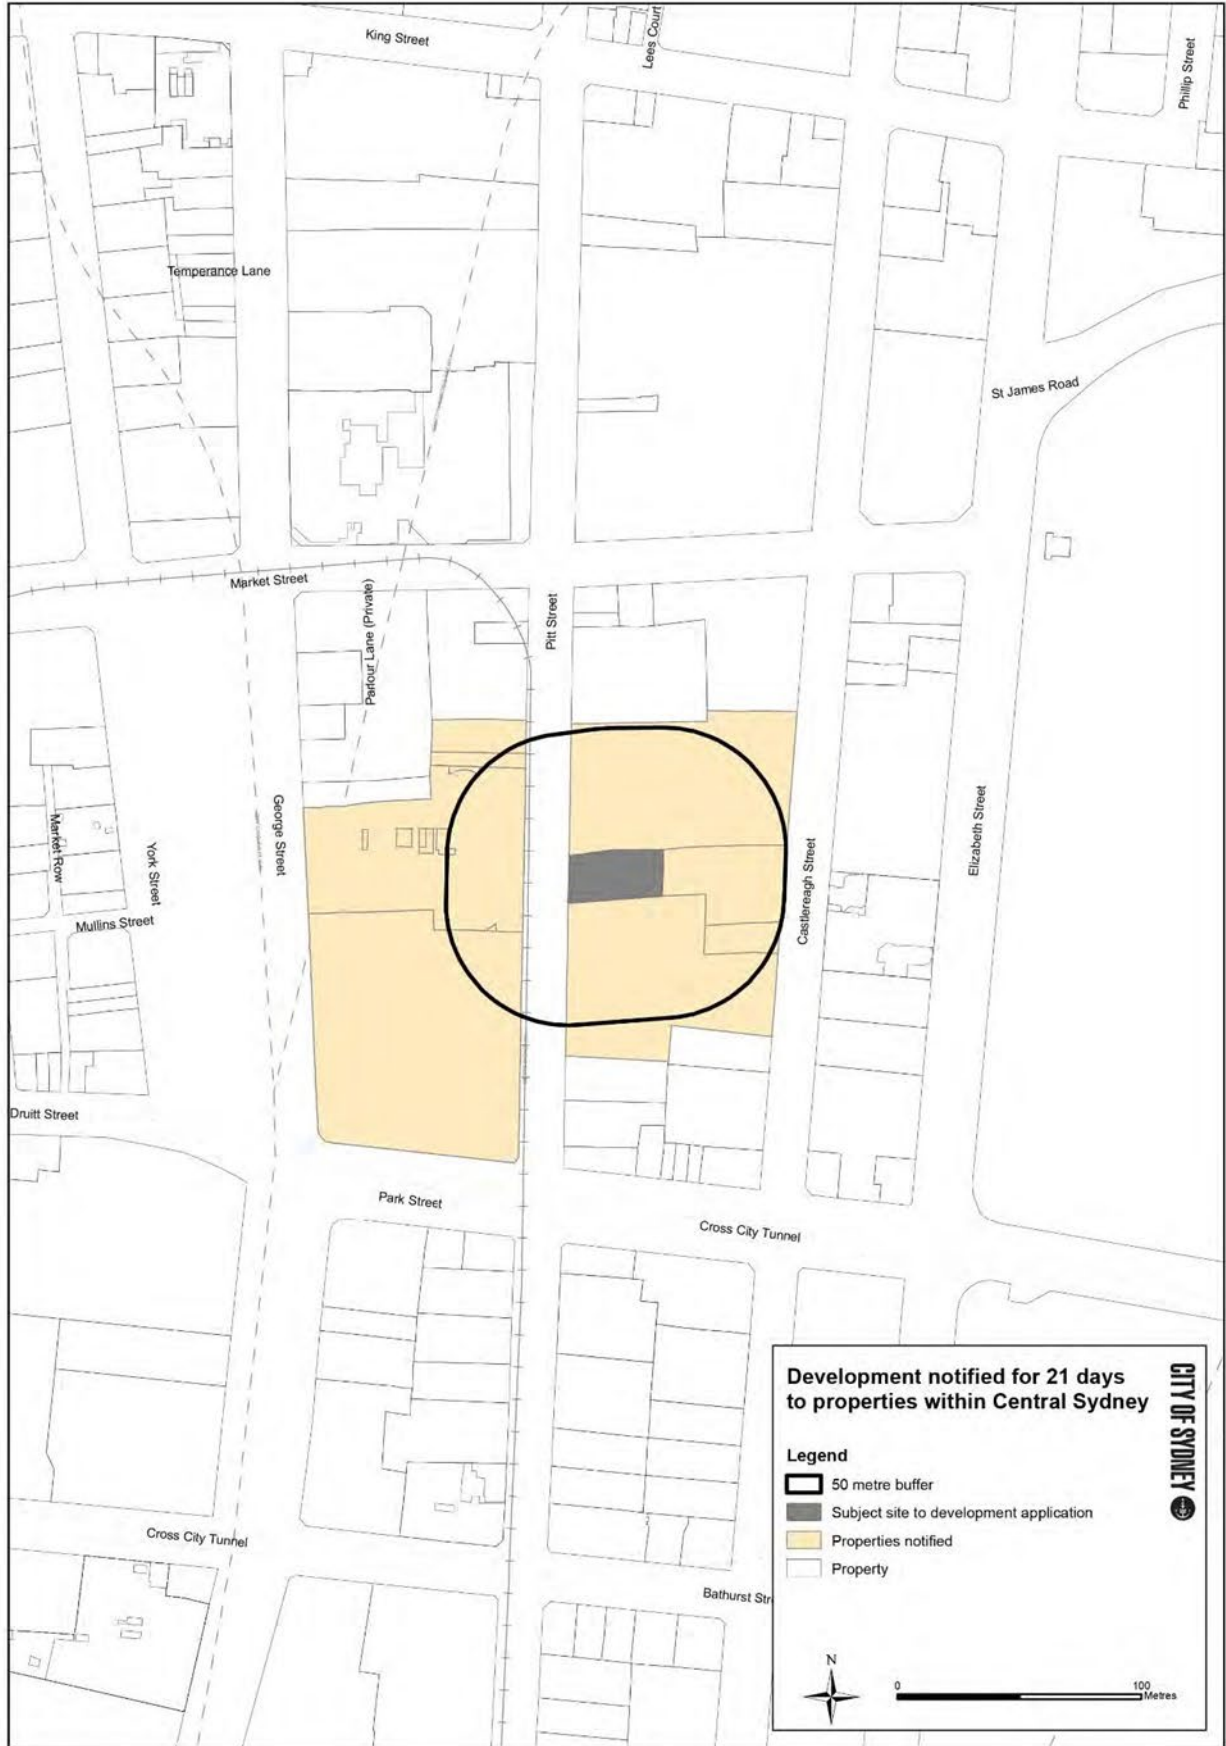 King Street
Lees Court
Phillip Street
Temperance Lane
St James Road
Market Street
Parlour Lane (Private)
Pitt Street
George Street
Castlereagh Street
Elizabeth Street
Market Row
York Street
Mullins Street
Druitt Street
Park Street
Cross City Tunnel
Cross City Tunnel
Bathurst Str
Development notified for 21 days
to properties within Central Sydney
CITY OF SYDNEY
Legend
50 metre buffer
Subject site to development application
Properties notified
Property
N
0 100
Metres